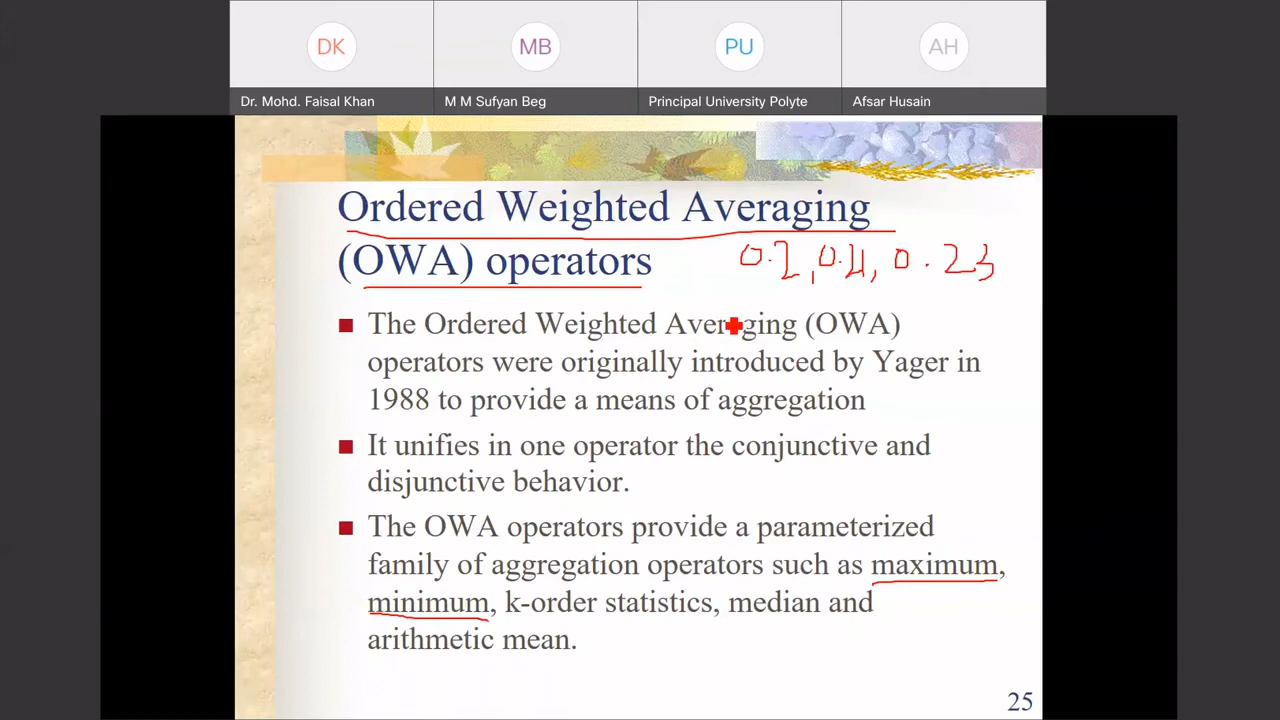 DK MB PU AH
Dr. Mohd. Faisal Khan M M Sufyan Beg Principal University Polyte Afsar Husain
Ordered Weighted Averaging
(OWA) operators
0.2, 0.4, 0.23
■ The Ordered Weighted Averaging (OWA)
operators were originally introduced by Yager in
1988 to provide a means of aggregation
■ It unifies in one operator the conjunctive and
disjunctive behavior.
■ The OWA operators provide a parameterized
family of aggregation operators such as maximum,
minimum, k-order statistics, median and
arithmetic mean.
25